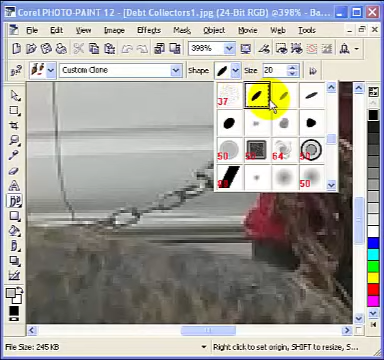 Corel PHOTO-PAINT 12 - [Debt Collectors1.jpg (24-Bit RGB) @398% - Ba...
File Edit View Image Effects Mask Object Movie Web Tools
398%
Custom Clone Shape Size 20
37
50 64 50
50
File Size: 245 KB Right click to set origin, SHIFT to resize, S...